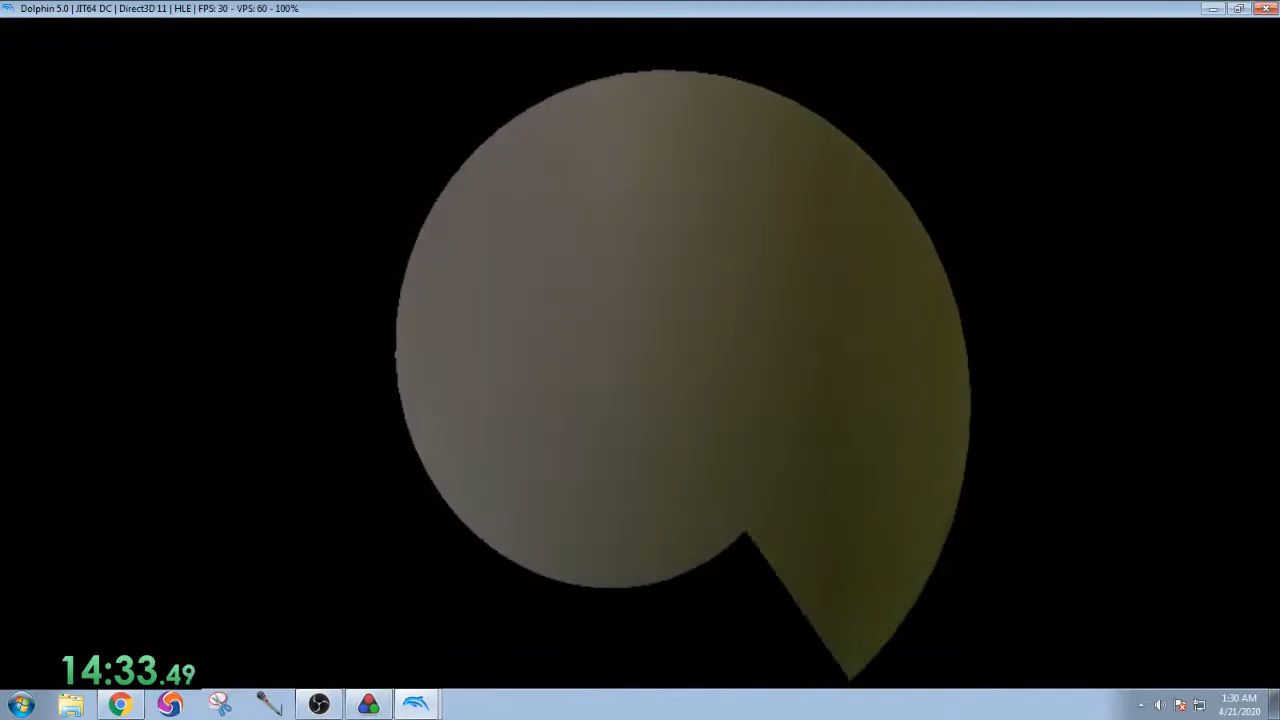 Dolphin 5.0 | JIT64 DC | Direct3D 11 | HLE | FPS: 30 - VPS: 60 - 100%
14:33.49
1:30 AM
4/21/2020